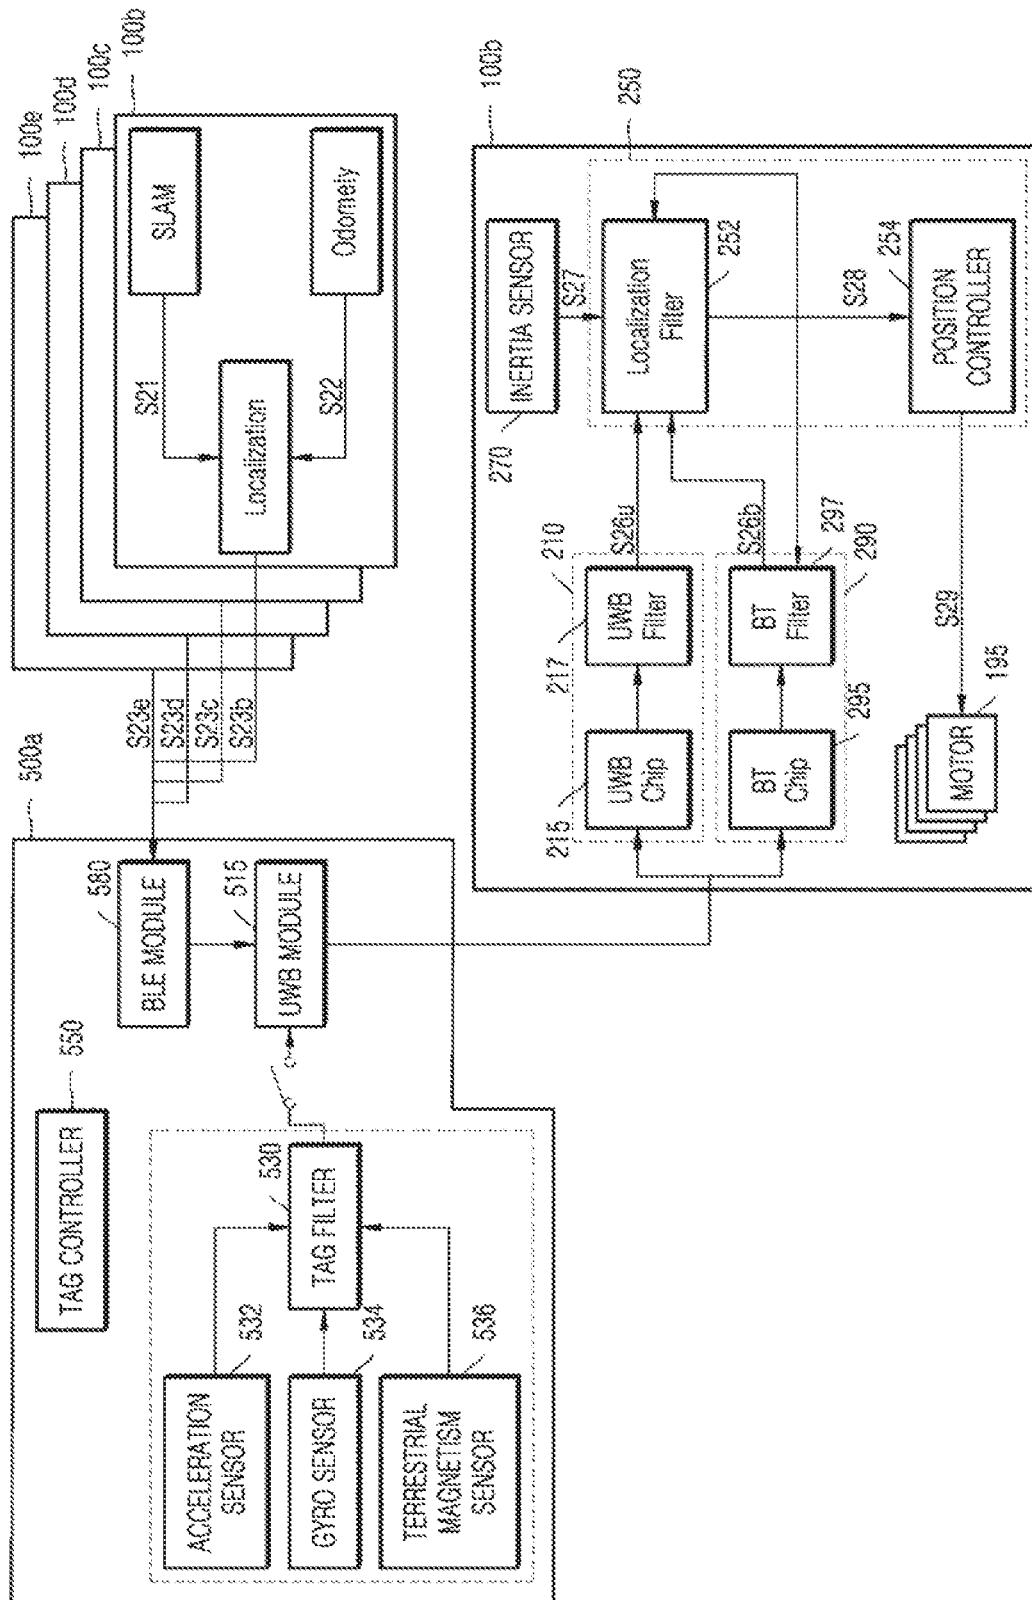 500a
TAG CONTROLLER
550
ACCELERATION
SENSOR
532
GYRO SENSOR
534
TERRESTRIAL
MAGNETISM
SENSOR
536
TAG FILTER
530
BLE MODULE
580
UWB MODULE
515
S23e
S23d
S23c
S23b
100e
100d
100c
100b
SLAM
Odomely
S21
S22
Localization
100b
250
INERTIA SENSOR
270
S27
Localization
Filter
252
S28
POSITION
CONTROLLER
254
S29
MOTOR
195
210
215
UWB
Chip
217
UWB
Filter
S26u
BT
Chip
295
BT
Filter
297
290
S26b